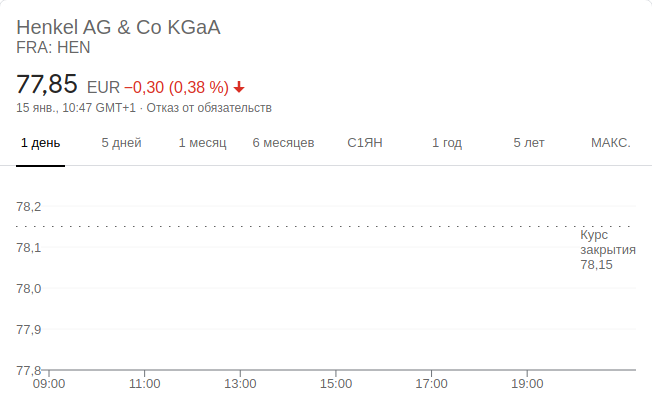 Henkel AG & Co KGaA
FRA: HEN
77,85 EUR −0,30 (0,38 %)
15 янв., 10:47 GMT+1 · Отказ от обязательств
1 день 5 дней 1 месяц 6 месяцев С1ЯН 1 год 5 лет МАКС.
78,2
Курс
закрытия
78,15
78,1
78,0
77,9
77,8
09:00 11:00 13:00 15:00 17:00 19:00